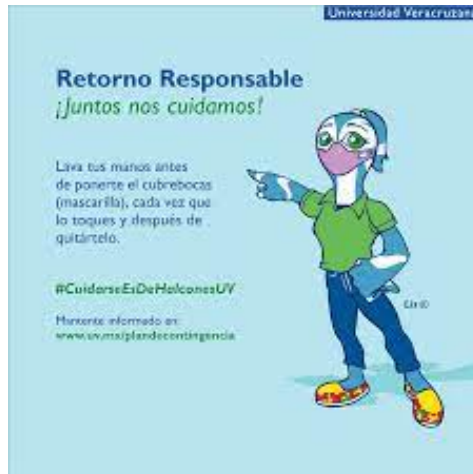 Universidad Veracruzana
Retorno Responsable
¡Juntos nos cuidamos!
Lava tus manos antes
de ponerte el cubrebocas
(mascarilla), cada vez que
lo toques y después de
quitártelo.
#CuidarseEsDeHalconesUV
Mantente informado en:
www.uv.mx/plandecontingencia